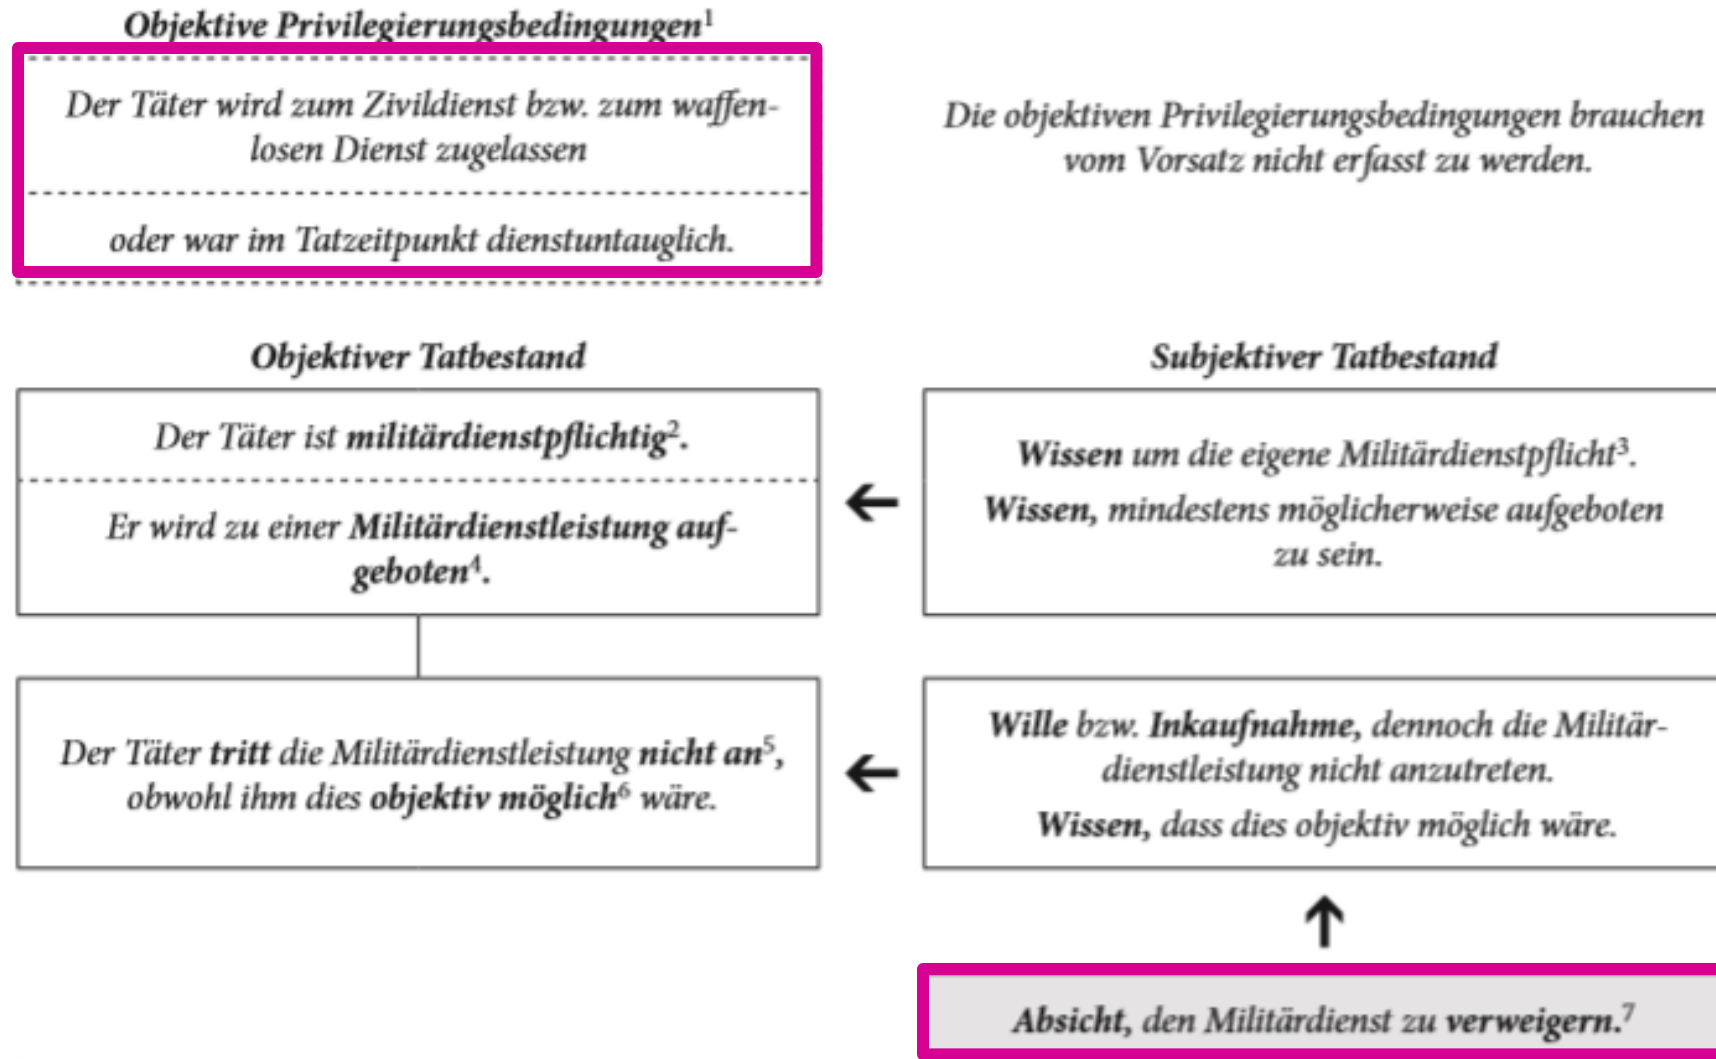 Objektive Privilegierungsbedingungen¹
Der Täter wird zum Zivildienst bzw. zum waffen-
losen Dienst zugelassen
oder war im Tatzeitpunkt dienstuntauglich.
Die objektiven Privilegierungsbedingungen brauchen
vom Vorsatz nicht erfasst zu werden.
Objektiver Tatbestand
Subjektiver Tatbestand
Der Täter ist militärdienstpflichtig².
Er wird zu einer Militärdienstleistung auf-
geboten⁴.
Wissen um die eigene Militärdienstpflicht³.
Wissen, mindestens möglicherweise aufgeboten
zu sein.
Der Täter tritt die Militärdienstleistung nicht an⁵,
obwohl ihm dies objektiv möglich⁶ wäre.
Wille bzw. Inkaufnahme, dennoch die Militär-
dienstleistung nicht anzutreten.
Wissen, dass dies objektiv möglich wäre.
Absicht, den Militärdienst zu verweigern.⁷